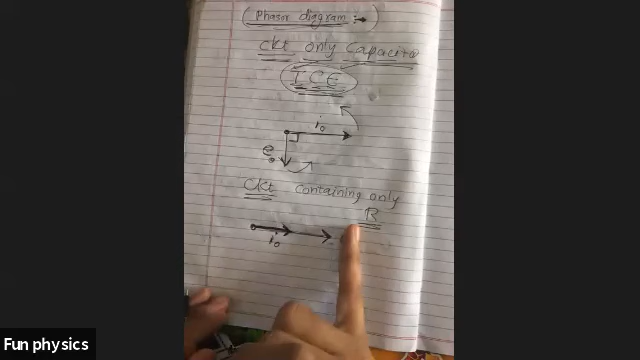 Phasor diagram :→
Ckt only Capacitor
ICE
i₀
e₀
Ckt containing only
R
i₀
Fun physics